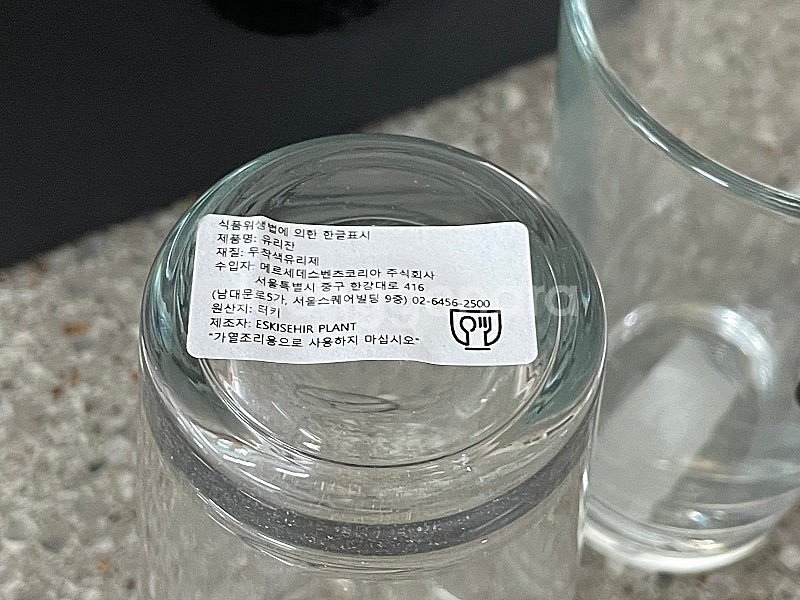 식품위생법에 의한 한글표시
제품명: 유리잔
재질: 무착색유리제
수입자: 메르세데스벤츠코리아 주식회사
서울특별시 중구 한강대로 416
(남대문로5가, 서울스퀘어빌딩 9층) 02-6456-2500
원산지: 터키
제조자: ESKISEHIR PLANT
"가열조리용으로 사용하지 마십시오"